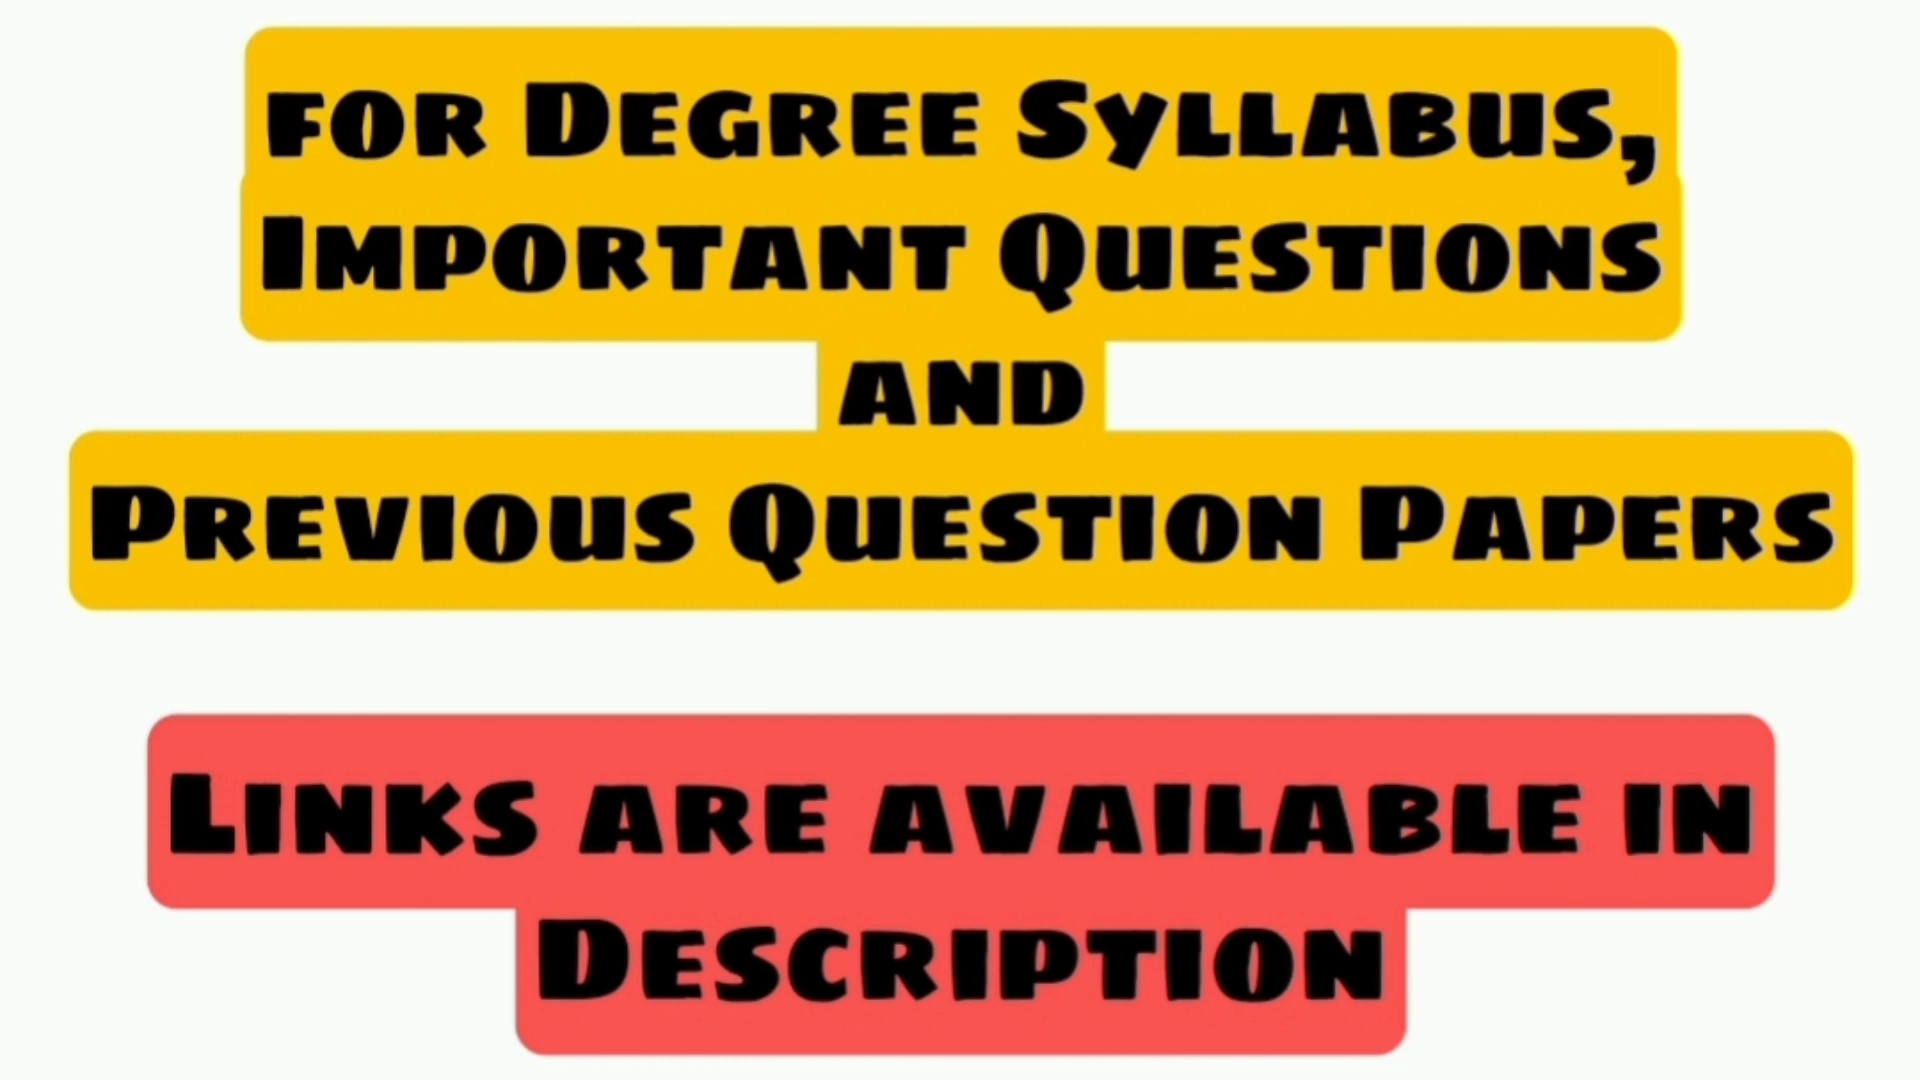 for Degree Syllabus,
Important Questions
and
Previous Question Papers
Links are available in
Description